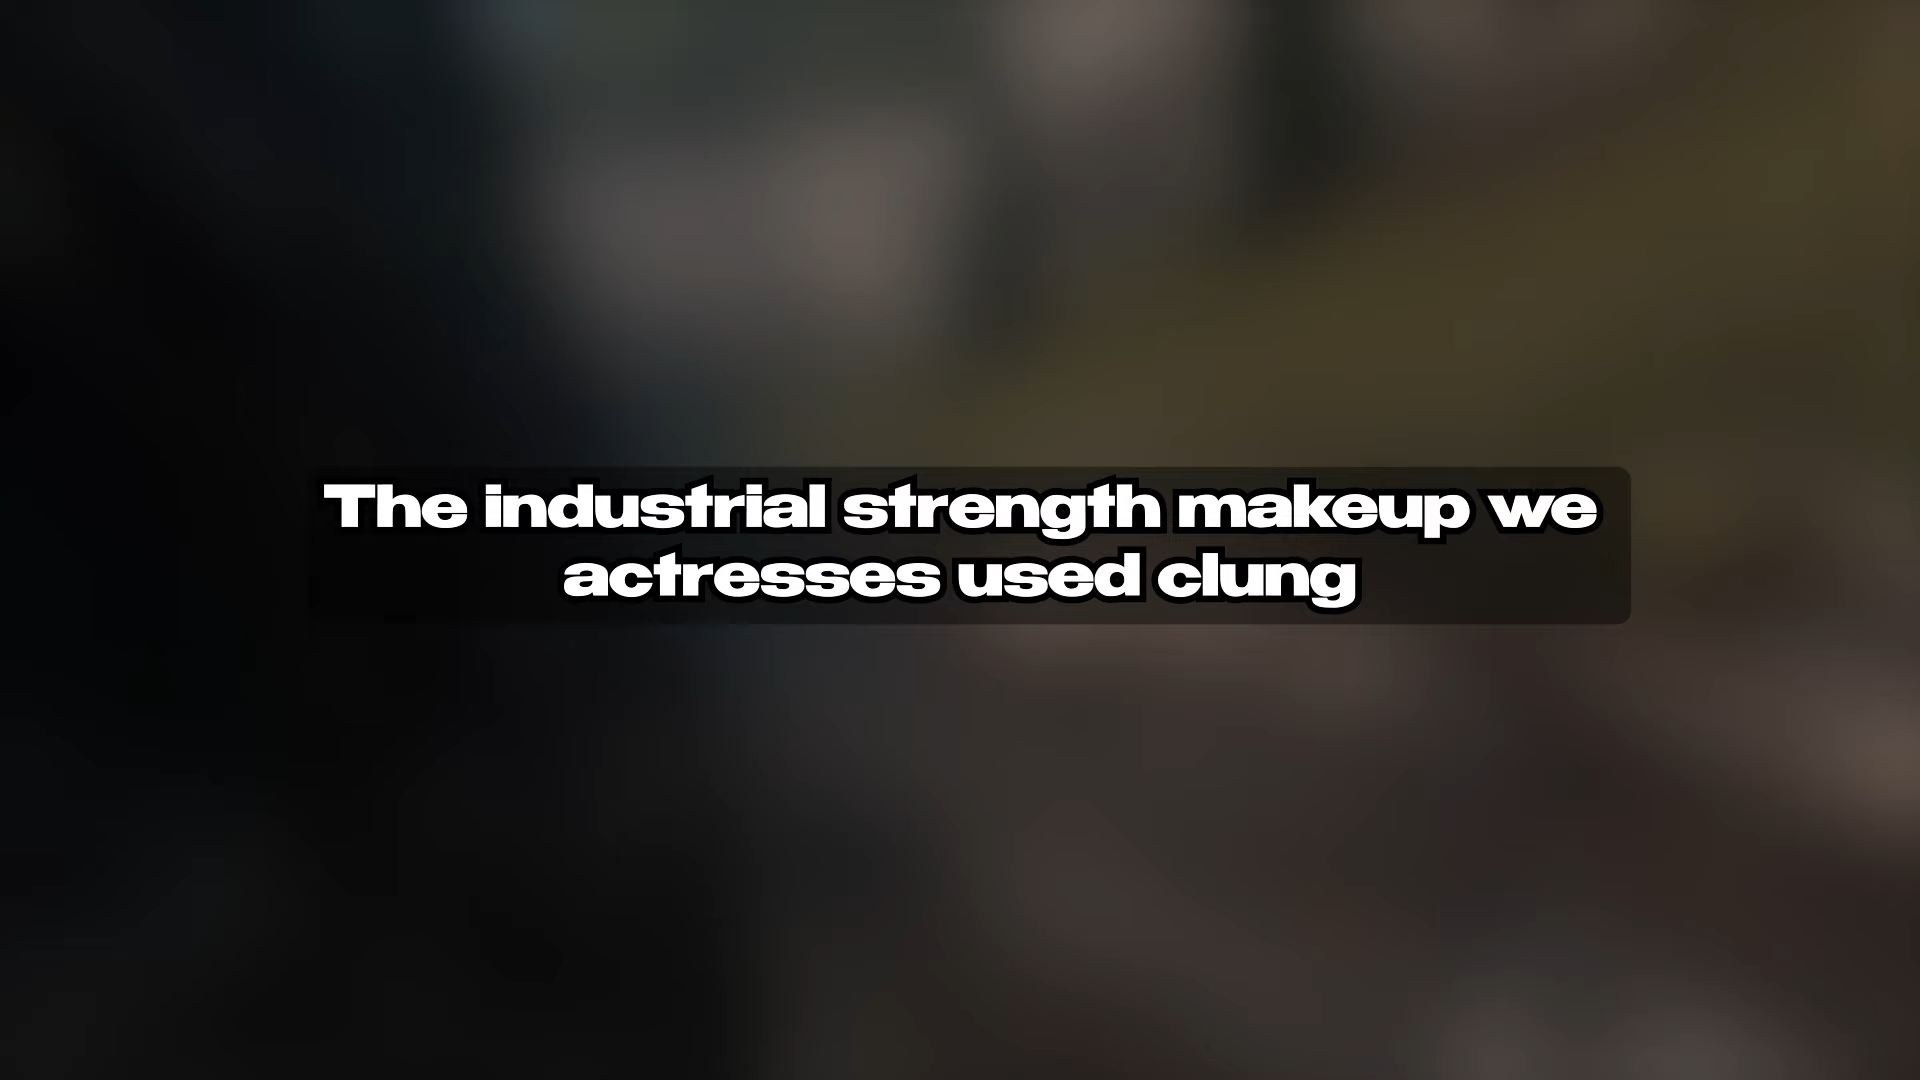 The industrial strength makeup we
actresses used clung